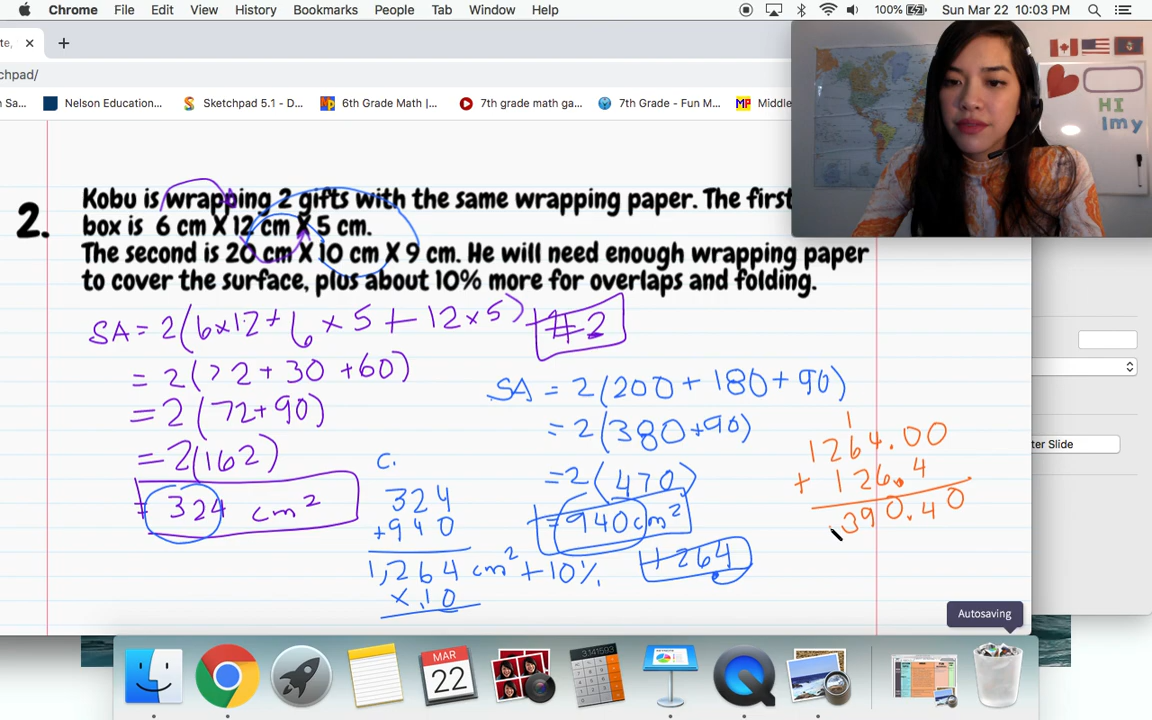 Chrome File Edit View History Bookmarks People Tab Window Help 100% Sun Mar 22 10:03 PM
te,
chpad/
Sa... Nelson Education... Sketchpad 5.1 - D... 6th Grade Math |... 7th grade math ga... 7th Grade - Fun M... Middle
HI
Imy
2.
Kobu is wrapping 2 gifts with the same wrapping paper. The first
box is 6 cm X 12 cm X 5 cm.
The second is 20 cm X 10 cm X 9 cm. He will need enough wrapping paper
to cover the surface, plus about 10% more for overlaps and folding.
SA = 2(6x12 + 6 x 5 + 12 x 5)
= 2(72 + 30 + 60)
= 2(72+90)
= 2(162)
= 324 cm²
#2
SA = 2(200 + 180 + 90)
= 2(380+90)
= 2(470)
= 940 cm²
c.
324
+940
1,264 cm² + 10%
x.10
1264
1
1264.00
+ 126.4
390.40
ter Slide
Autosaving
MAR
22
3.141593